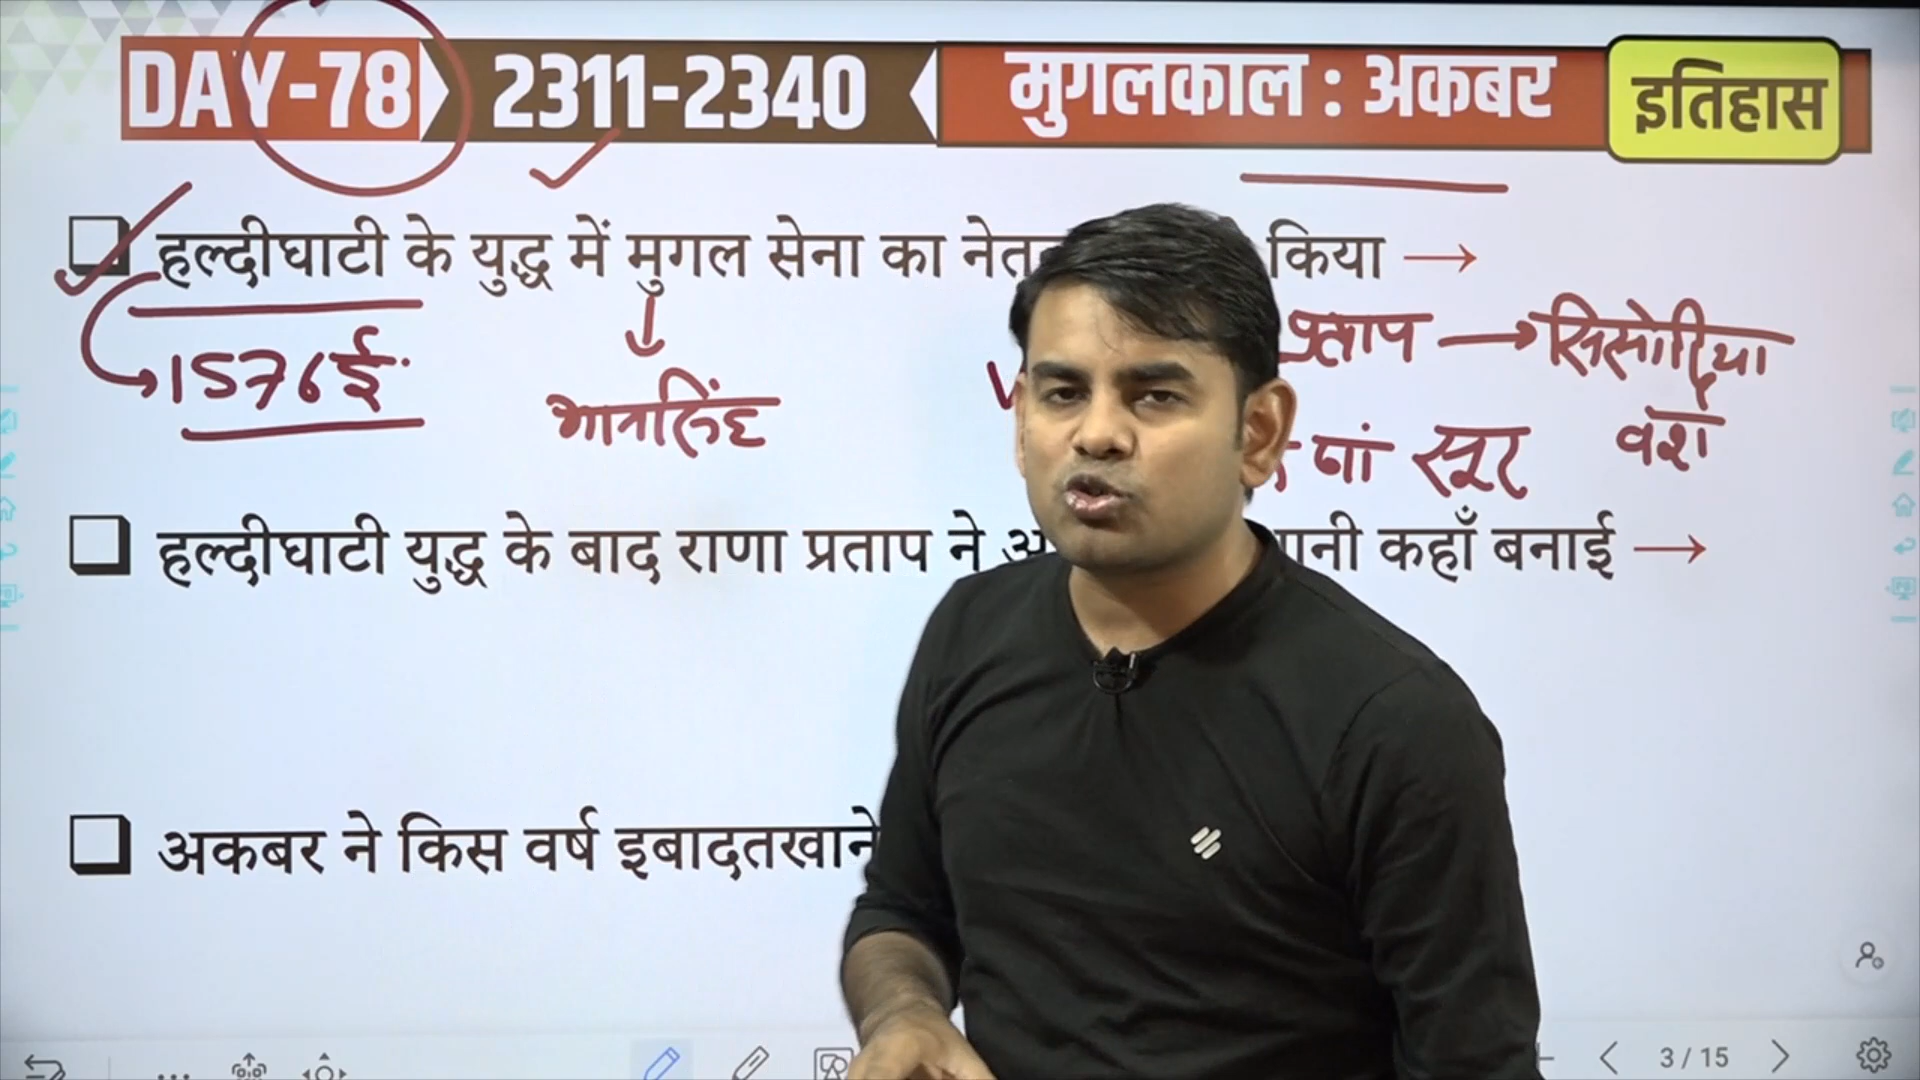 DAY-78 2311-2340 मुगलकाल : अकबर इतिहास
हल्दीघाटी के युद्ध में मुगल सेना का किया →
प्रताप → सिसोदिया
वंश
1576ई.
मानसिंह
सूर
हल्दीघाटी युद्ध के बाद राणा प्रताप ने कहाँ बनाई →
अकबर ने किस वर्ष इबादतखाने
3 / 15